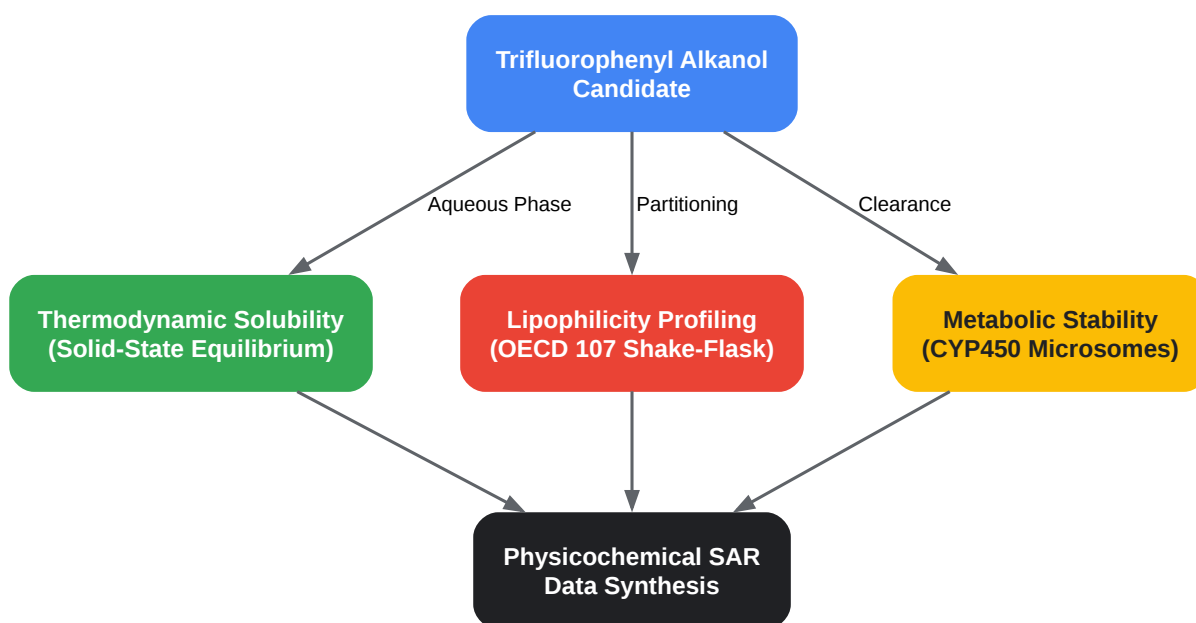 Trifluorophenyl Alkanol
Candidate
Aqueous Phase
Partitioning
Clearance
Thermodynamic Solubility
(Solid-State Equilibrium)
Lipophilicity Profiling
(OECD 107 Shake-Flask)
Metabolic Stability
(CYP450 Microsomes)
Physicochemical SAR
Data Synthesis